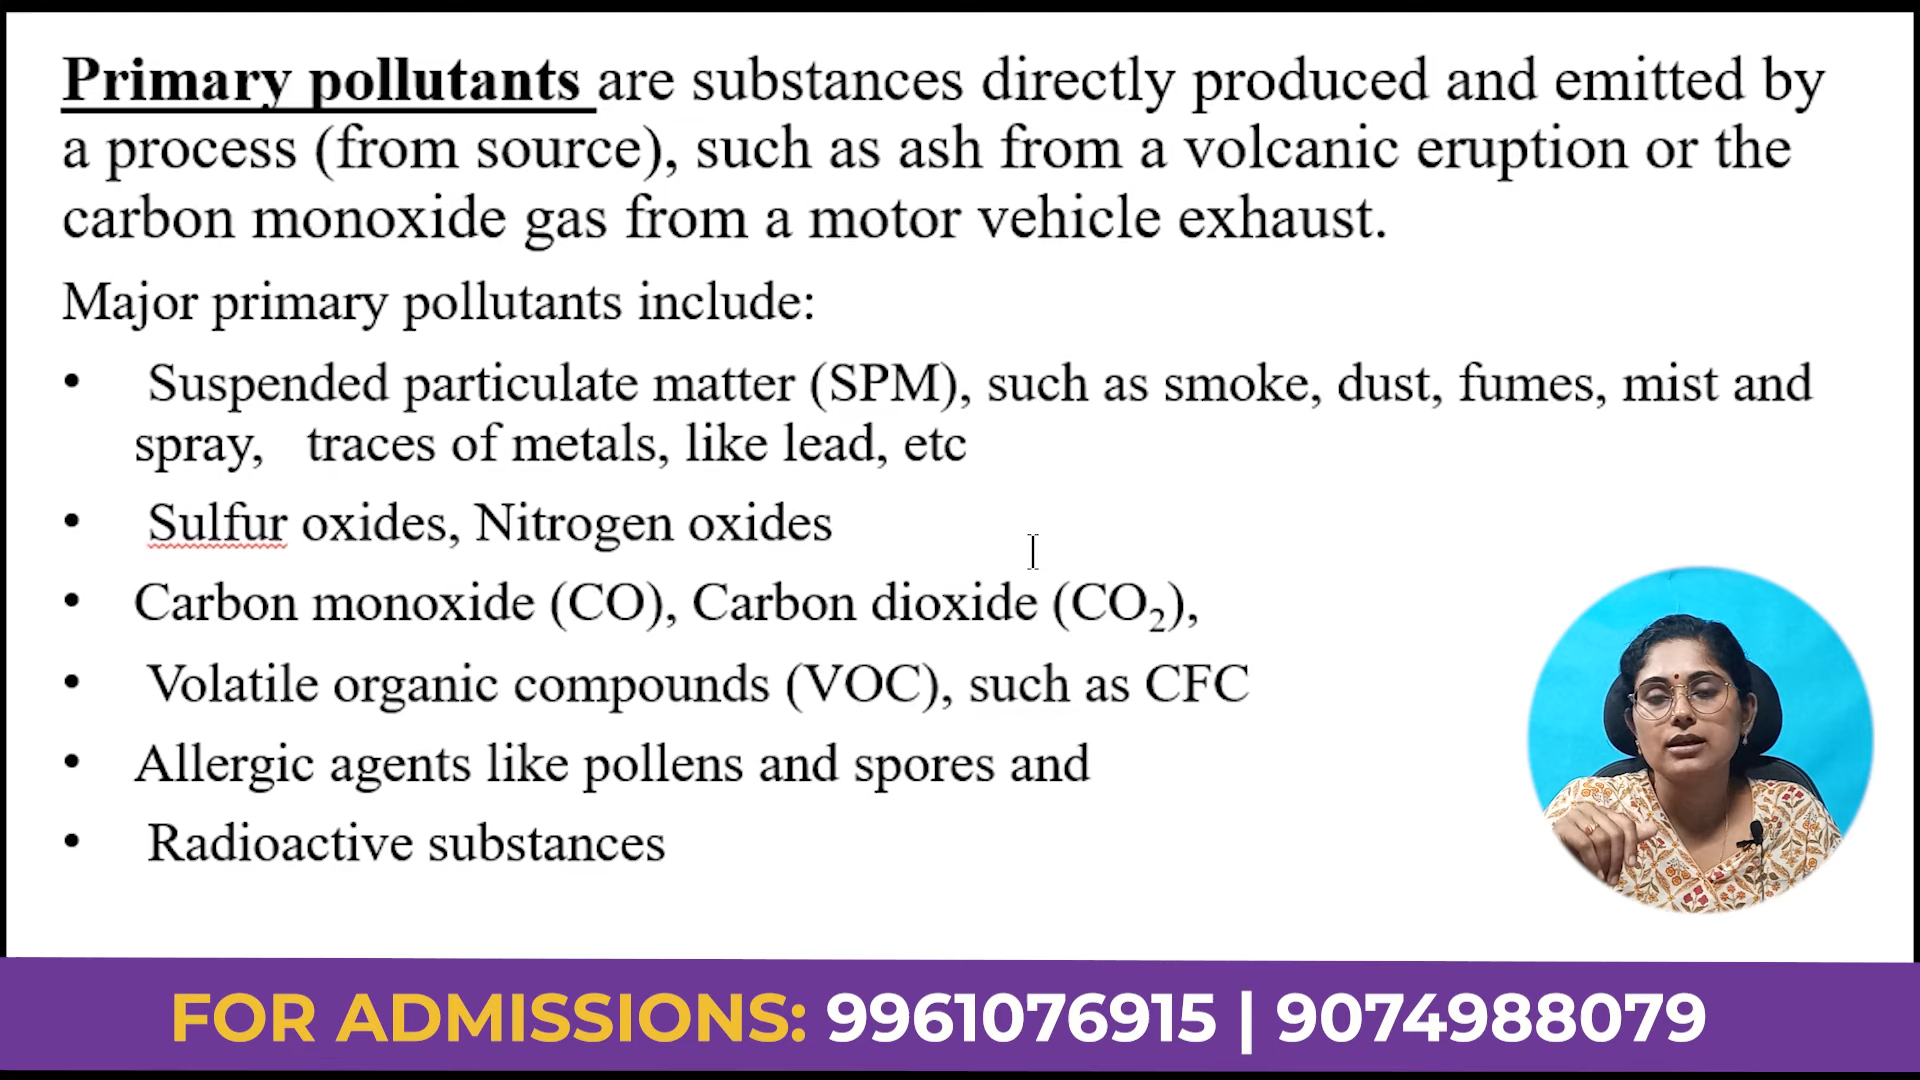 Primary pollutants are substances directly produced and emitted by
a process (from source), such as ash from a volcanic eruption or the
carbon monoxide gas from a motor vehicle exhaust.
Major primary pollutants include:
• Suspended particulate matter (SPM), such as smoke, dust, fumes, mist and
spray, traces of metals, like lead, etc
• Sulfur oxides, Nitrogen oxides
• Carbon monoxide (CO), Carbon dioxide (CO₂),
• Volatile organic compounds (VOC), such as CFC
• Allergic agents like pollens and spores and
• Radioactive substances
FOR ADMISSIONS: 9961076915 | 9074988079